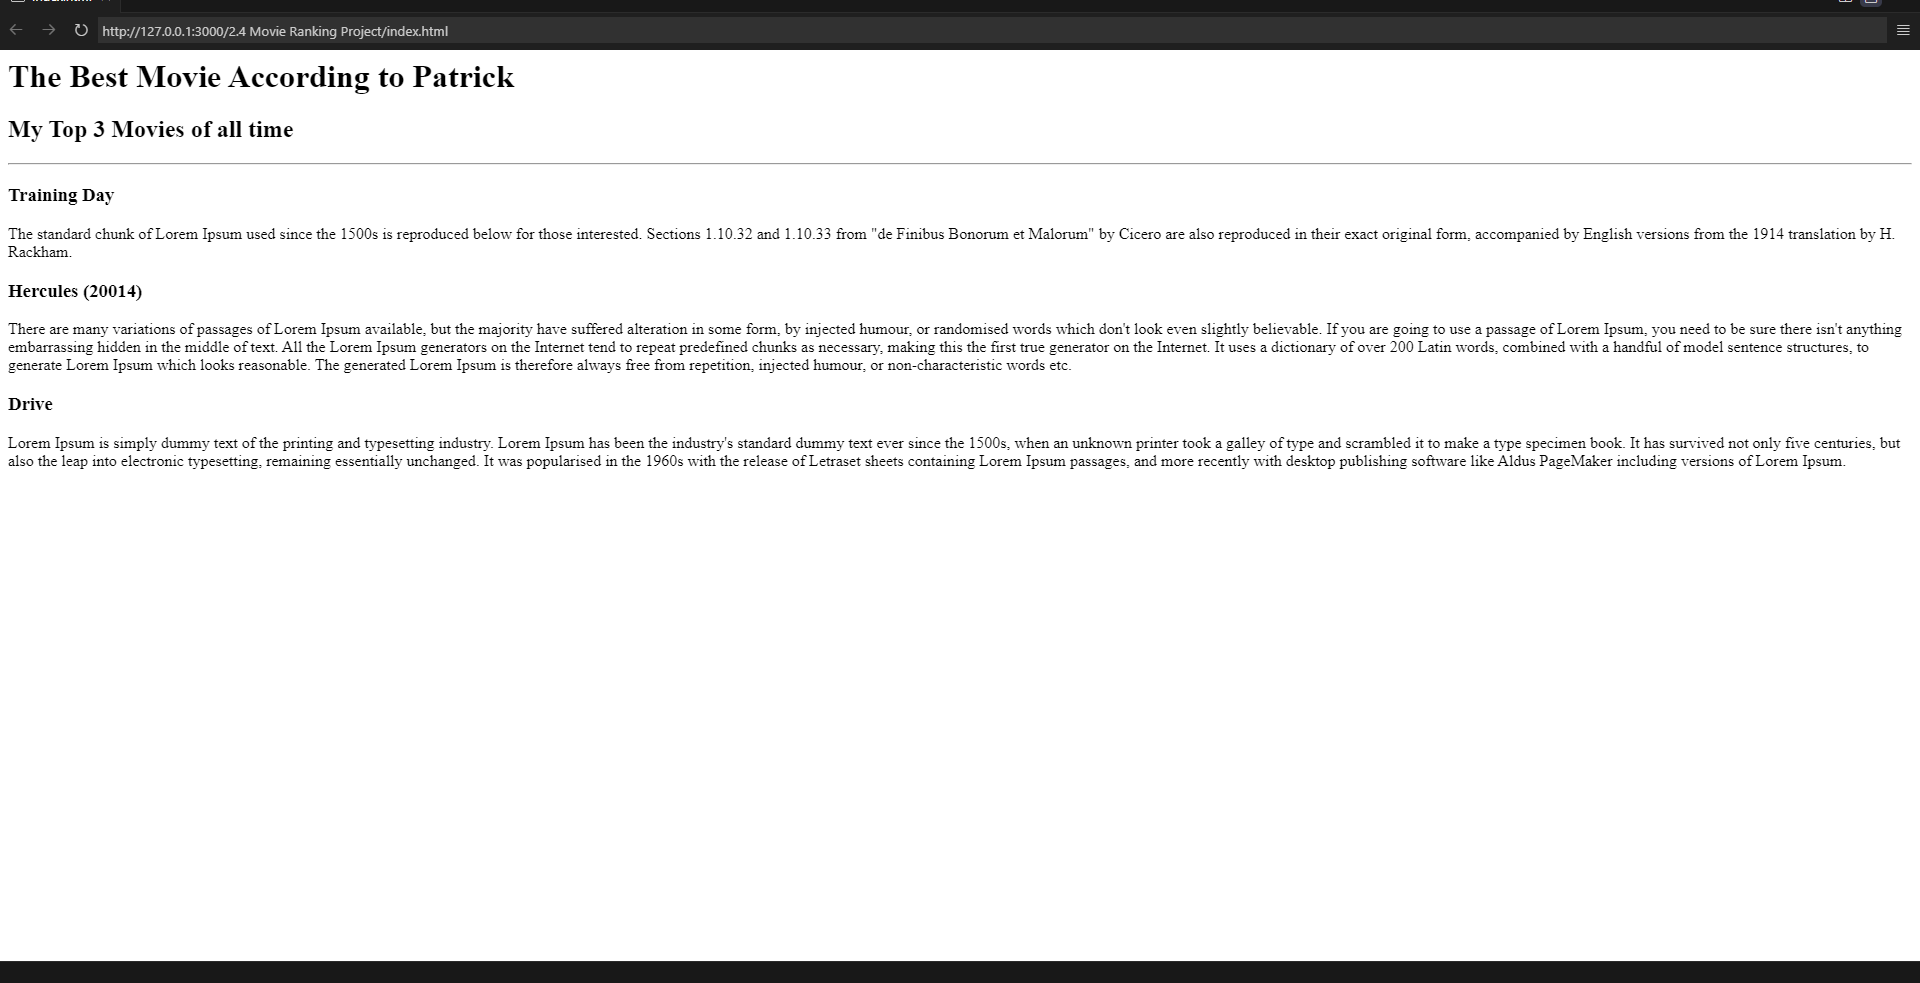 http://127.0.0.1:3000/2.4 Movie Ranking Project/index.html
The Best Movie According to Patrick
My Top 3 Movies of all time
Training Day
The standard chunk of Lorem Ipsum used since the 1500s is reproduced below for those interested. Sections 1.10.32 and 1.10.33 from "de Finibus Bonorum et Malorum" by Cicero are also reproduced in their exact original form, accompanied by English versions from the 1914 translation by H.
Rackham.
Hercules (20014)
There are many variations of passages of Lorem Ipsum available, but the majority have suffered alteration in some form, by injected humour, or randomised words which don't look even slightly believable. If you are going to use a passage of Lorem Ipsum, you need to be sure there isn't anything
embarrassing hidden in the middle of text. All the Lorem Ipsum generators on the Internet tend to repeat predefined chunks as necessary, making this the first true generator on the Internet. It uses a dictionary of over 200 Latin words, combined with a handful of model sentence structures, to
generate Lorem Ipsum which looks reasonable. The generated Lorem Ipsum is therefore always free from repetition, injected humour, or non-characteristic words etc.
Drive
Lorem Ipsum is simply dummy text of the printing and typesetting industry. Lorem Ipsum has been the industry's standard dummy text ever since the 1500s, when an unknown printer took a galley of type and scrambled it to make a type specimen book. It has survived not only five centuries, but
also the leap into electronic typesetting, remaining essentially unchanged. It was popularised in the 1960s with the release of Letraset sheets containing Lorem Ipsum passages, and more recently with desktop publishing software like Aldus PageMaker including versions of Lorem Ipsum.